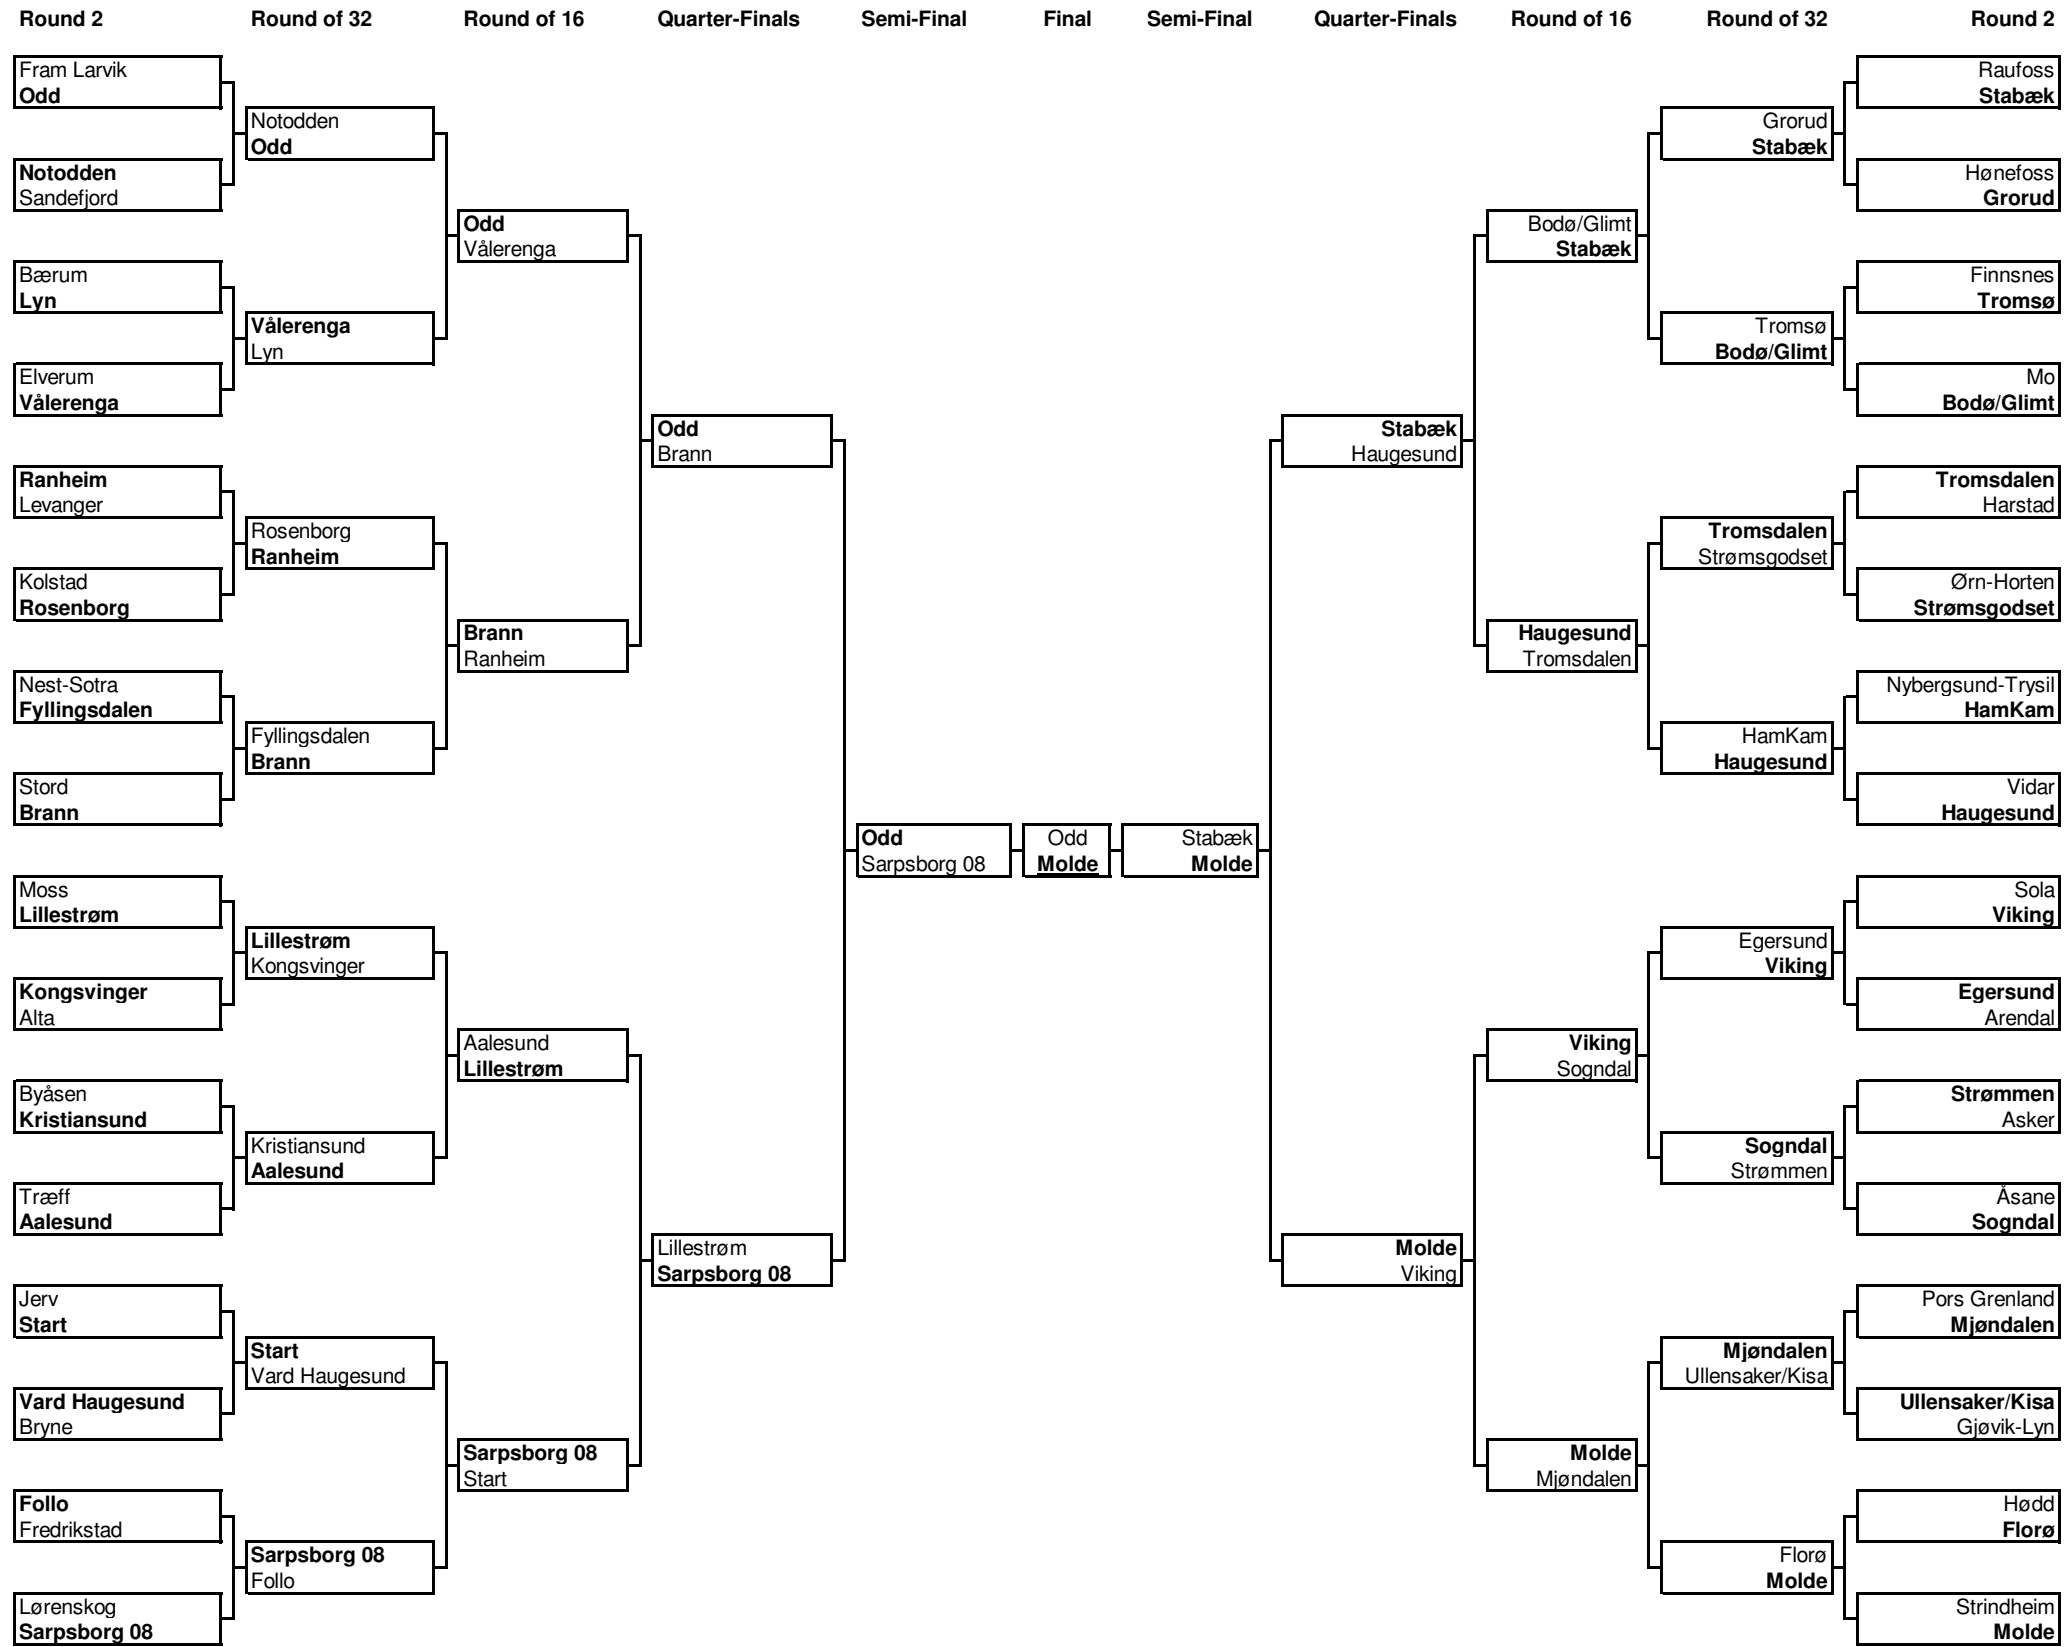 Round 2 Round of 32 Round of 16 Quarter-Finals Semi-Final Final Semi-Final Quarter-Finals Round of 16 Round of 32 Round 2
Fram Larvik
Odd
Notodden
Sandefjord
Bærum
Lyn
Elverum
Vålerenga
Ranheim
Levanger
Kolstad
Rosenborg
Nest-Sotra
Fyllingsdalen
Stord
Brann
Moss
Lillestrøm
Kongsvinger
Alta
Byåsen
Kristiansund
Træff
Aalesund
Jerv
Start
Vard Haugesund
Bryne
Follo
Fredrikstad
Lørenskog
Sarpsborg 08
Notodden
Odd
Vålerenga
Lyn
Rosenborg
Ranheim
Fyllingsdalen
Brann
Lillestrøm
Kongsvinger
Kristiansund
Aalesund
Start
Vard Haugesund
Sarpsborg 08
Follo
Odd
Vålerenga
Brann
Ranheim
Aalesund
Lillestrøm
Sarpsborg 08
Start
Odd
Brann
Lillestrøm
Sarpsborg 08
Odd
Sarpsborg 08
Odd
Molde
Stabæk
Molde
Stabæk
Haugesund
Molde
Viking
Bodø/Glimt
Stabæk
Haugesund
Tromsdalen
Viking
Sogndal
Molde
Mjøndalen
Grorud
Stabæk
Tromsø
Bodø/Glimt
Tromsdalen
Strømsgodset
HamKam
Haugesund
Egersund
Viking
Sogndal
Strømmen
Mjøndalen
Ullensaker/Kisa
Florø
Molde
Raufoss
Stabæk
Hønefoss
Grorud
Finnsnes
Tromsø
Mo
Bodø/Glimt
Tromsdalen
Harstad
Ørn-Horten
Strømsgodset
Nybergsund-Trysil
HamKam
Vidar
Haugesund
Sola
Viking
Egersund
Arendal
Strømmen
Asker
Åsane
Sogndal
Pors Grenland
Mjøndalen
Ullensaker/Kisa
Gjøvik-Lyn
Hødd
Florø
Strindheim
Molde